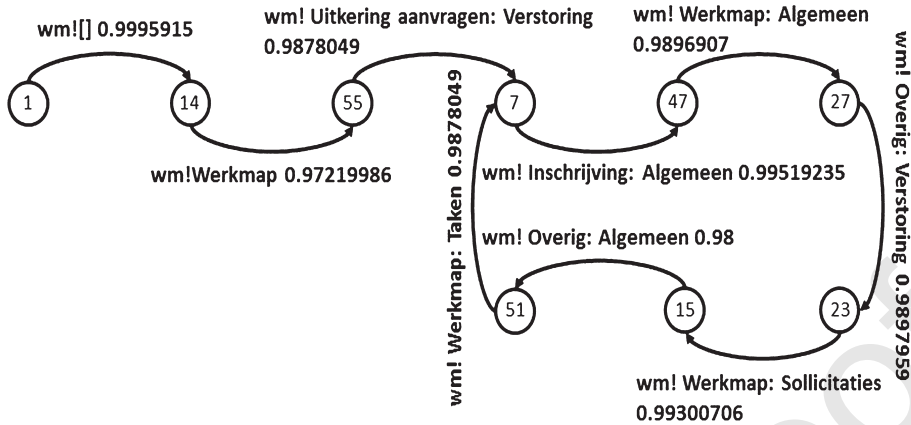 wm![] 0.9995915
wm! Uitkering aanvragen: Verstoring
0.9878049
wm! Werkmap: Algemeen
0.9896907
1
14
55
7
47
27
wm!Werkmap 0.97219986
wm! Inschrijving: Algemeen 0.99519235
wm! Werkmap: Taken 0.9878049
wm! Overig: Verstoring 0.9897959
wm! Overig: Algemeen 0.98
51
15
23
wm! Werkmap: Sollicitaties
0.99300706